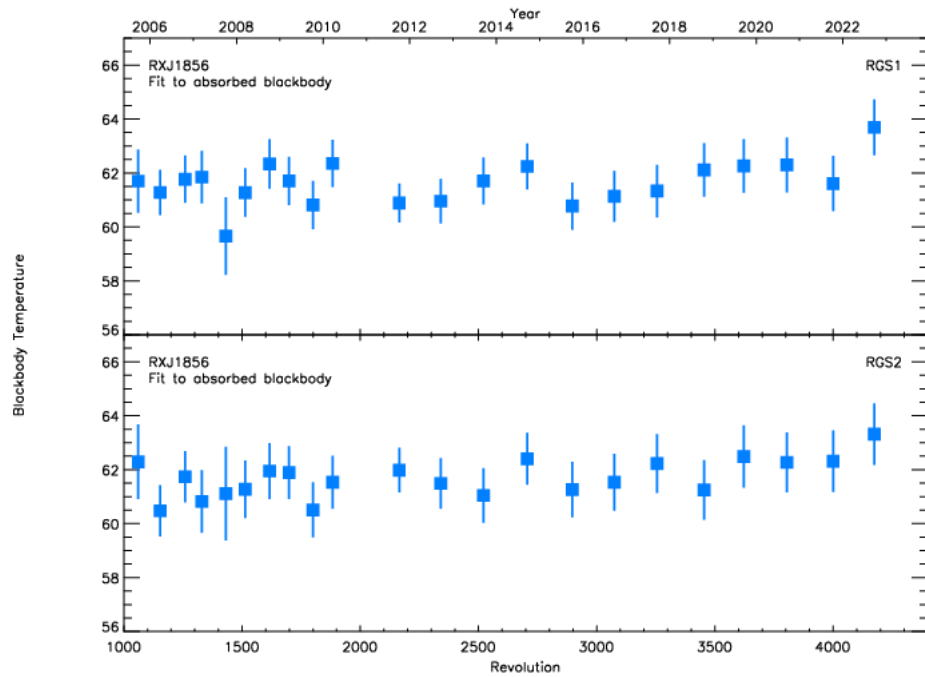 Year
2006 2008 2010 2012 2014 2016 2018 2020 2022
RXJ1856 RGS1
Fit to absorbed blackbody
66
64
62
60
58
56
Blackbody Temperature
RXJ1856 RGS2
Fit to absorbed blackbody
66
64
62
60
58
56
1000 1500 2000 2500 3000 3500 4000
Revolution